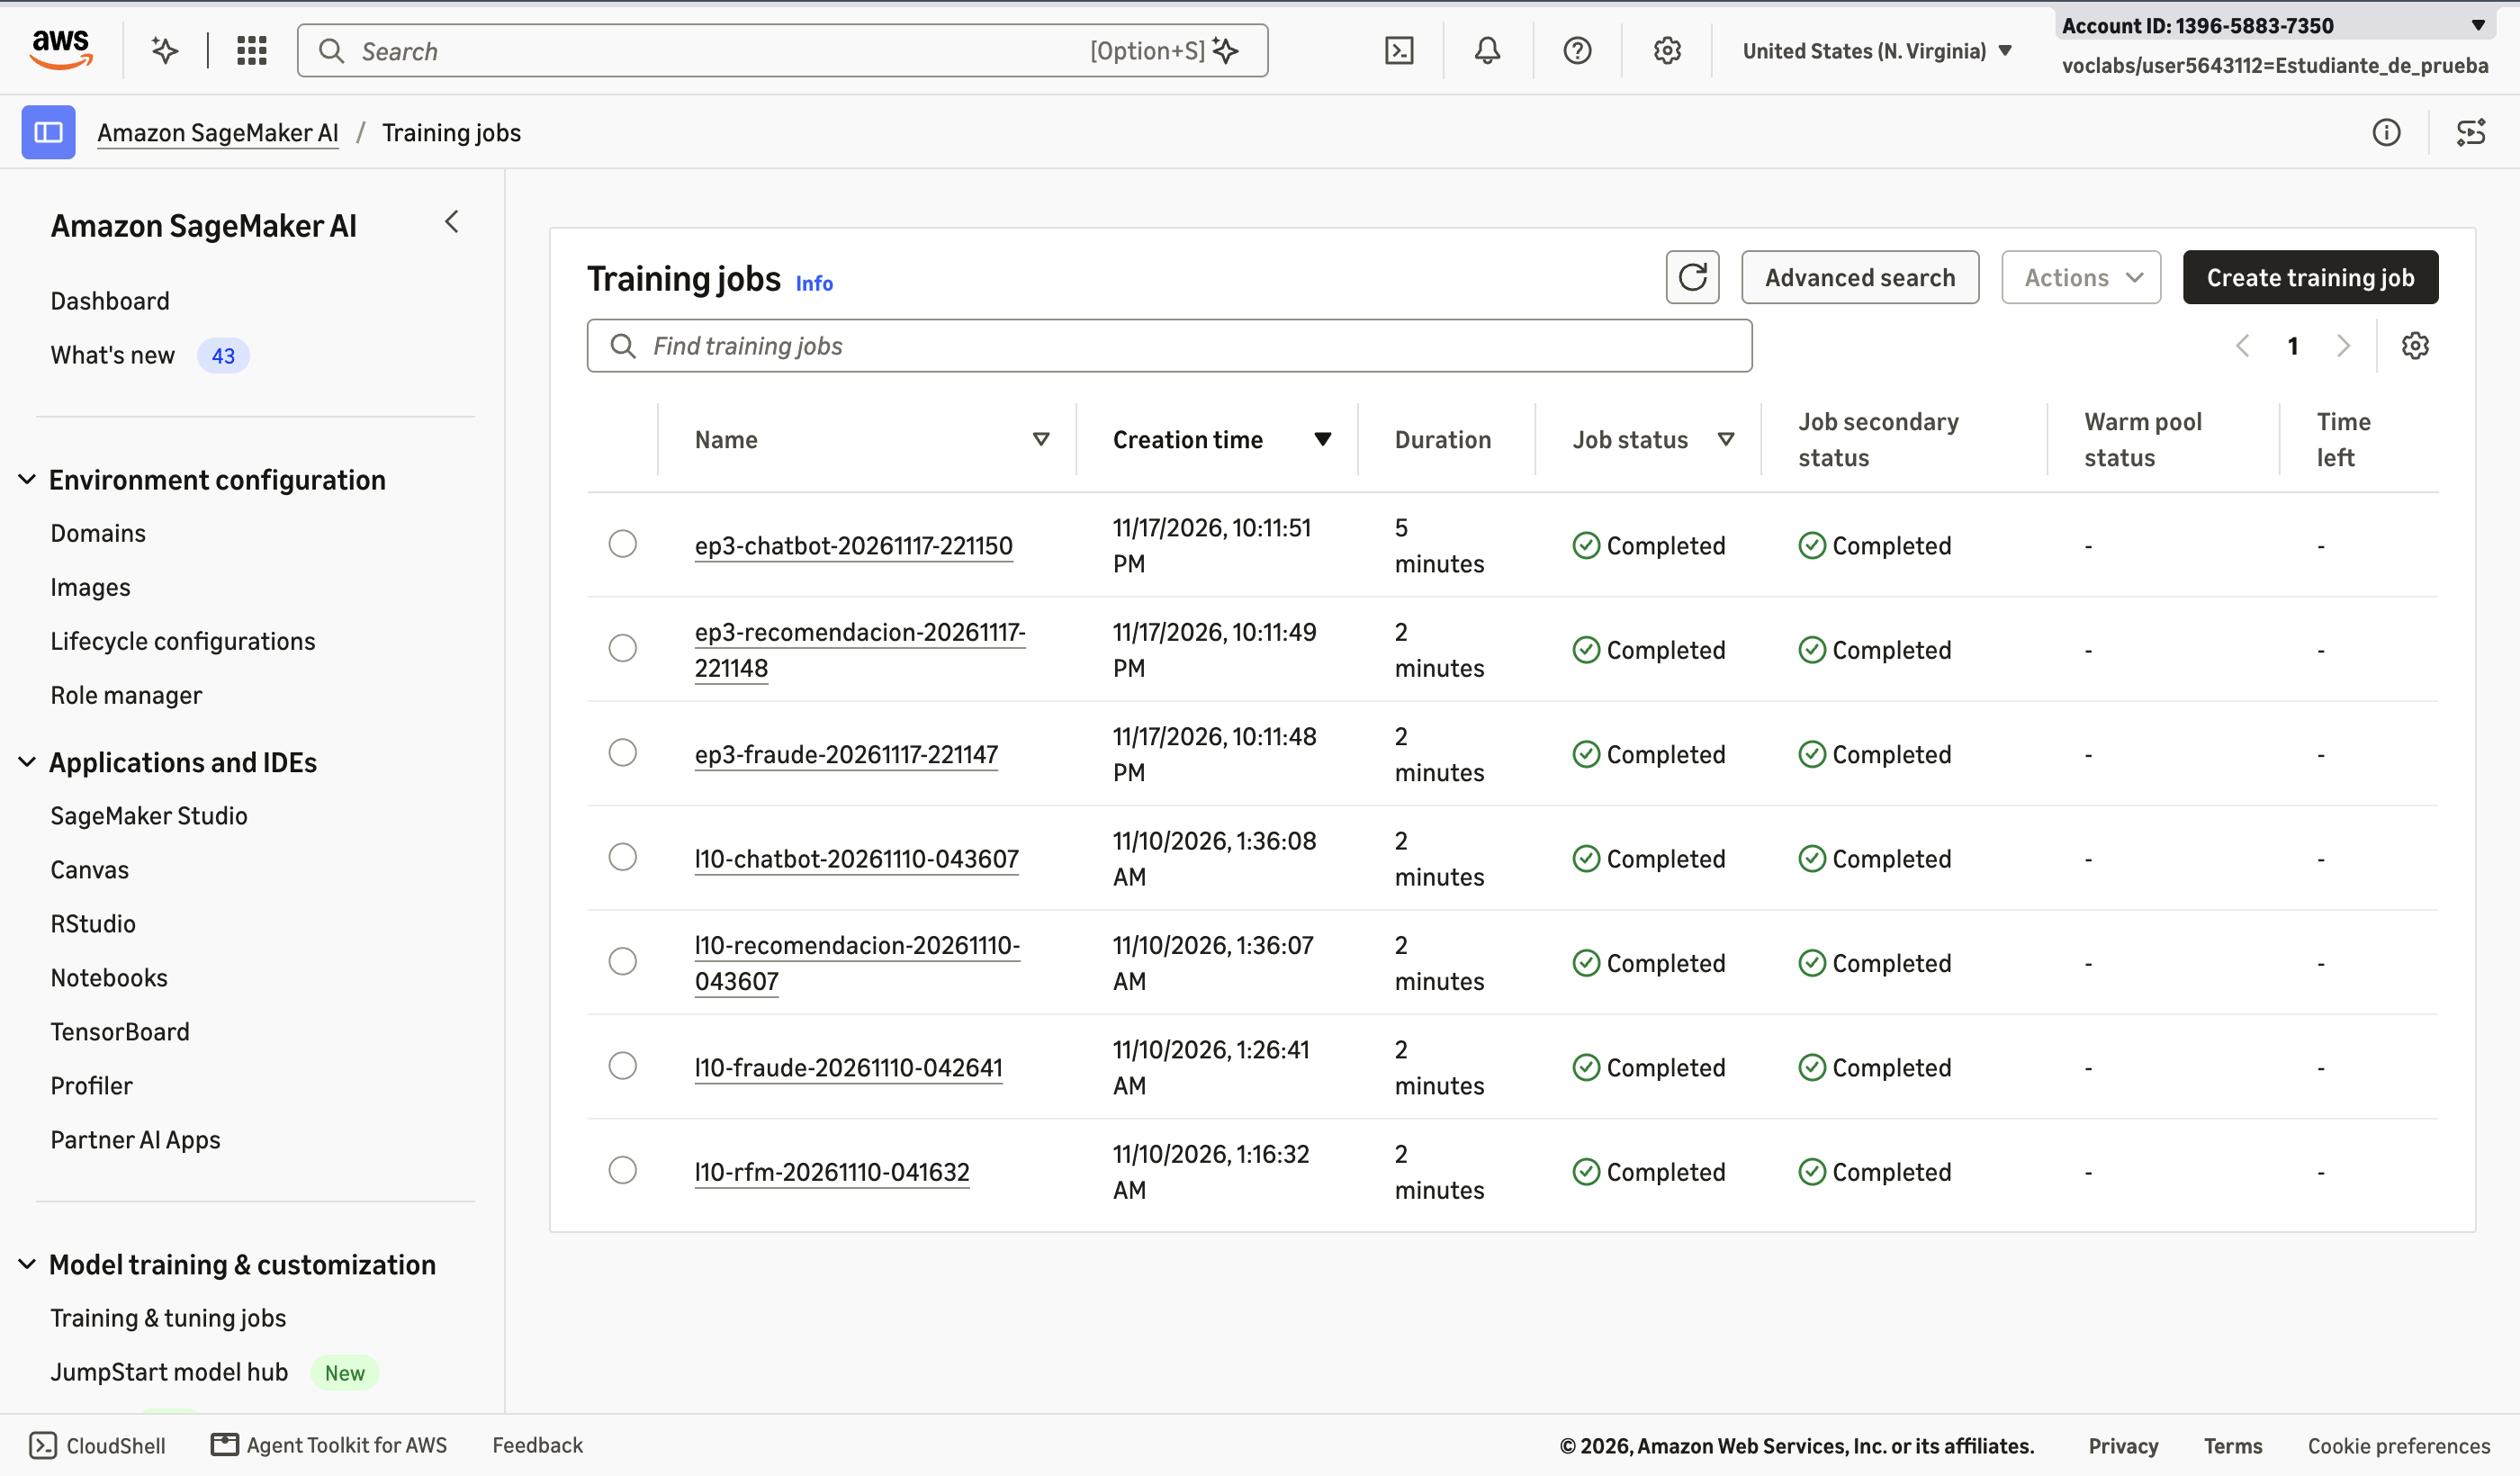 aws
Search
[Option+S]
United States (N. Virginia)
Account ID: 1396-5883-7350
voclabs/user5643112=Estudiante_de_prueba
Amazon SageMaker AI / Training jobs
Amazon SageMaker AI
Dashboard
What's new 43
Environment configuration
Domains
Images
Lifecycle configurations
Role manager
Applications and IDEs
SageMaker Studio
Canvas
RStudio
Notebooks
TensorBoard
Profiler
Partner AI Apps
Model training & customization
Training & tuning jobs
JumpStart model hub New
Training jobs Info
Advanced search
Actions
Create training job
Find training jobs
1
Name
Creation time
Duration
Job status
Job secondary
status
Warm pool
status
Time
left
ep3-chatbot-20261117-221150
11/17/2026, 10:11:51
PM
5
minutes
Completed
Completed
-
-
ep3-recomendacion-20261117-
221148
11/17/2026, 10:11:49
PM
2
minutes
Completed
Completed
-
-
ep3-fraude-20261117-221147
11/17/2026, 10:11:48
PM
2
minutes
Completed
Completed
-
-
l10-chatbot-20261110-043607
11/10/2026, 1:36:08
AM
2
minutes
Completed
Completed
-
-
l10-recomendacion-20261110-
043607
11/10/2026, 1:36:07
AM
2
minutes
Completed
Completed
-
-
l10-fraude-20261110-042641
11/10/2026, 1:26:41
AM
2
minutes
Completed
Completed
-
-
l10-rfm-20261110-041632
11/10/2026, 1:16:32
AM
2
minutes
Completed
Completed
-
-
CloudShell
Agent Toolkit for AWS
Feedback
© 2026, Amazon Web Services, Inc. or its affiliates.
Privacy
Terms
Cookie preferences